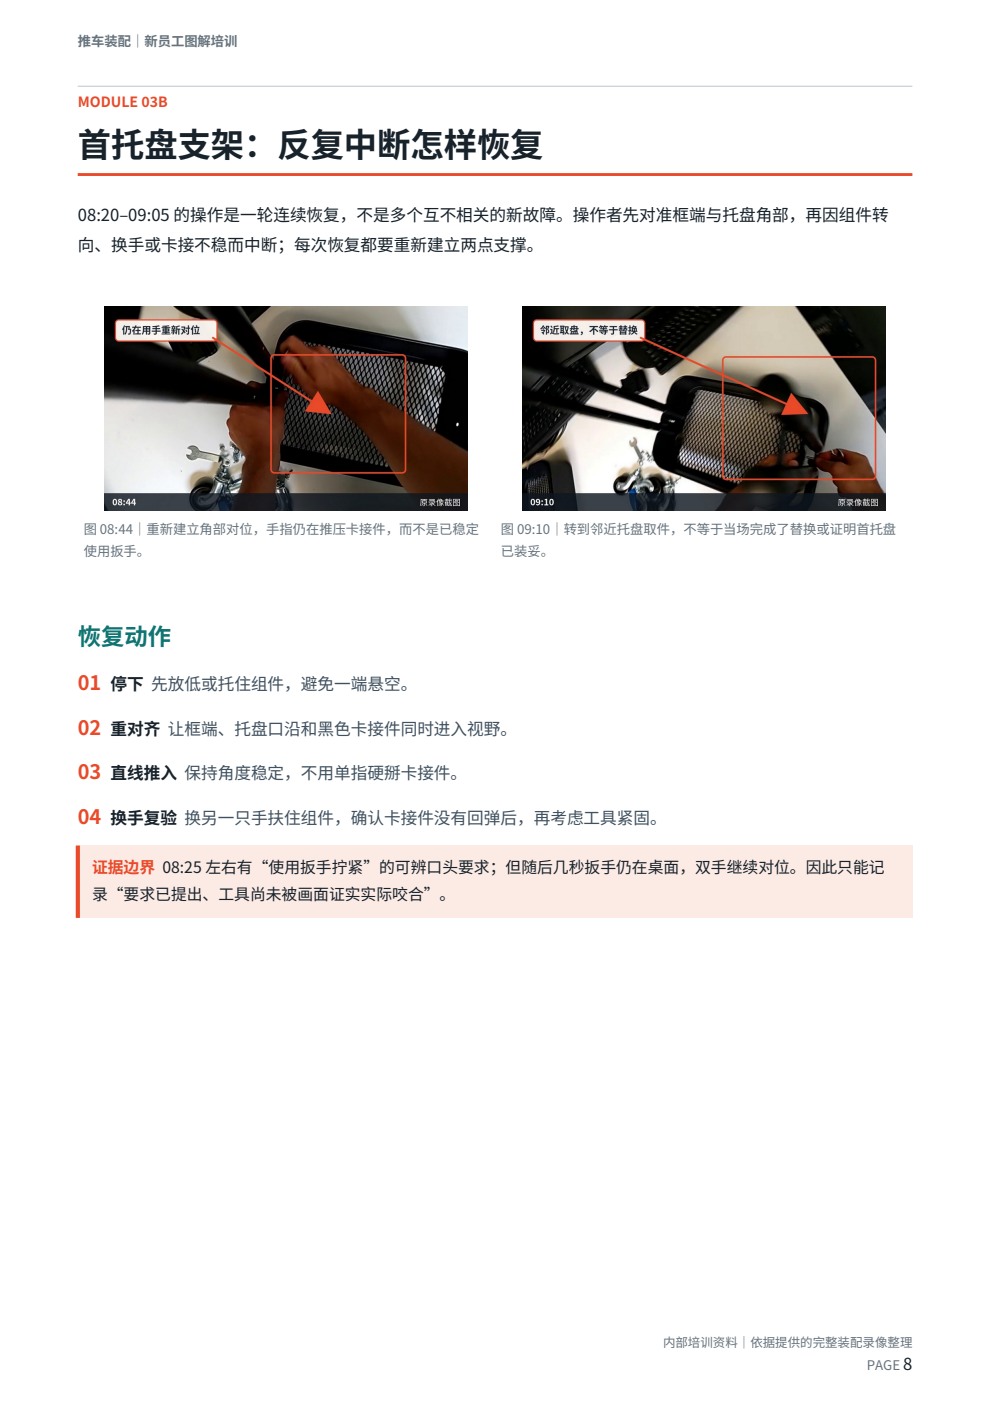 推车装配｜新员工图解培训
MODULE 03B
首托盘支架：反复中断怎样恢复
08:20–09:05 的操作是一轮连续恢复，不是多个互不相关的新故障。操作者先对准框端与托盘角部，再因组件转
向、换手或卡接不稳而中断；每次恢复都要重新建立两点支撑。
仍在用手重新对位
08:44
原录像截图
邻近取盘，不等于替换
09:10
原录像截图
图 08:44｜重新建立角部对位，手指仍在推压卡接件，而不是已稳定
使用扳手。
图 09:10｜转到邻近托盘取件，不等于当场完成了替换或证明首托盘
已装妥。
恢复动作
01 停下 先放低或托住组件，避免一端悬空。
02 重对齐 让框端、托盘口沿和黑色卡接件同时进入视野。
03 直线推入 保持角度稳定，不用单指硬掰卡接件。
04 换手复验 换另一只手扶住组件，确认卡接件没有回弹后，再考虑工具紧固。
证据边界 08:25 左右有“使用扳手拧紧”的可辨口头要求；但随后几秒扳手仍在桌面，双手继续对位。因此只能记
录“要求已提出、工具尚未被画面证实实际咬合”。
内部培训资料｜依据提供的完整装配录像整理
PAGE 8